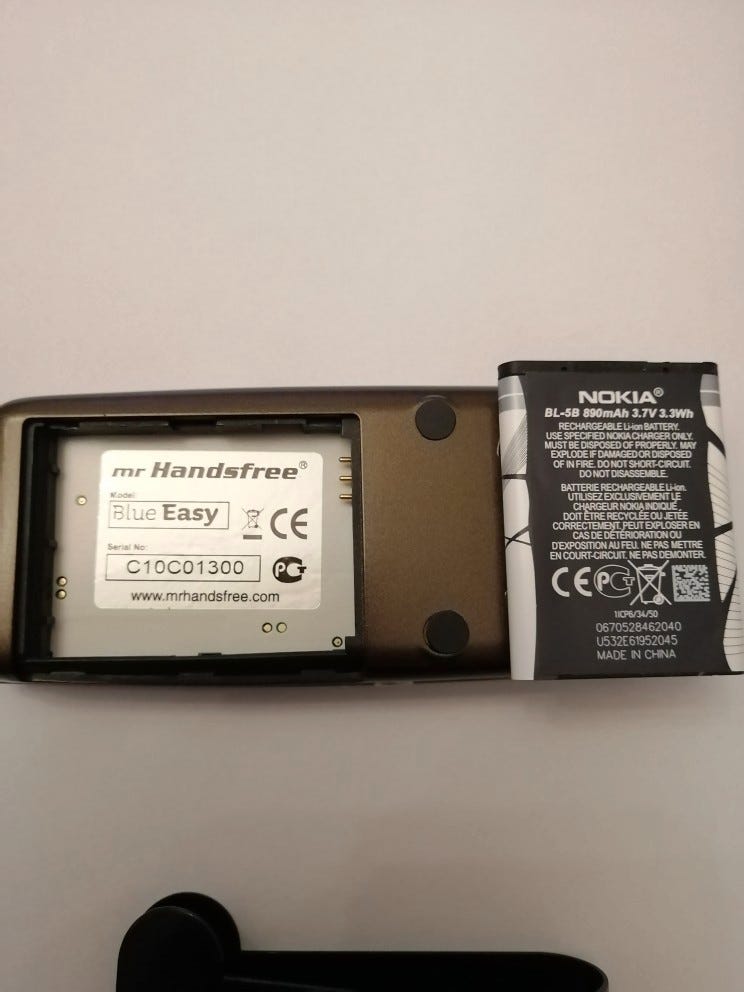 mr Handsfree®
Model
Blue Easy
CE
Serial No:
C10C01300
PCT
www.mrhandsfree.com
NOKIA®
BL-5B 890mAh 3.7V 3.3Wh
RECHARGEABLE Li-ion BATTERY.
USE SPECIFIED NOKIA CHARGER ONLY.
MUST BE DISPOSED OF PROPERLY. MAY
EXPLODE IF DAMAGED OR DISPOSED
OF IN FIRE. DO NOT SHORT-CIRCUIT.
DO NOT DISASSEMBLE.
BATTERIE RECHARGEABLE Li-ion.
UTILISEZ EXCLUSIVEMENT LE
CHARGEUR NOKIA INDIQUÉ,
DOIT ÊTRE RECYCLÉE OU JETÉE
CORRECTEMENT, PEUT EXPLOSER EN
CAS DE DÉTÉRIORATION OU
D'EXPOSITION AU FEU. NE PAS METTRE
EN COURT-CIRCUIT. NE PAS DEMONTER.
CE PCT
1ICP6/34/50
0670528462040
U532E61952045
MADE IN CHINA